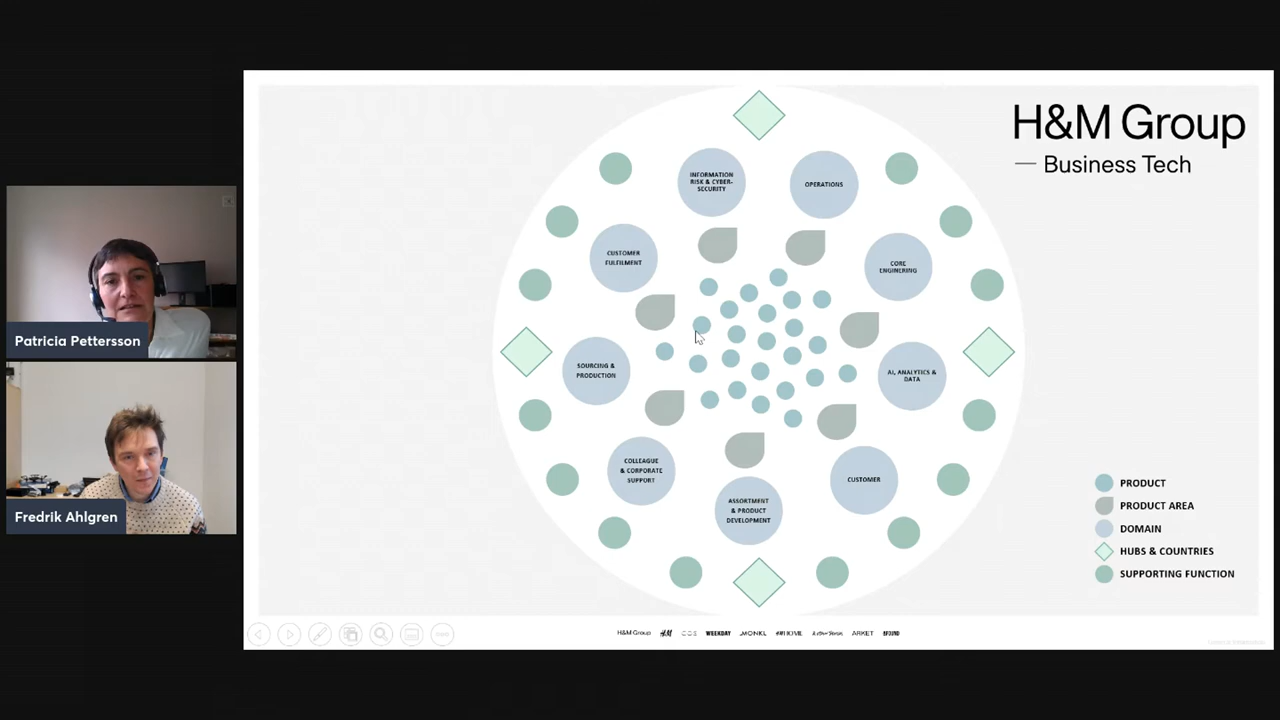 H&M Group
— Business Tech
INFORMATION
RISK & CYBER-
SECURITY
OPERATIONS
CUSTOMER
FULFILMENT
CORE
ENGINERING
SOURCING &
PRODUCTION
AI, ANALYTICS &
DATA
COLLEAGUE
& CORPORATE
SUPPORT
CUSTOMER
ASSORTMENT
& PRODUCT
DEVELOPMENT
PRODUCT
PRODUCT AREA
DOMAIN
HUBS & COUNTRIES
SUPPORTING FUNCTION
Patricia Pettersson
Fredrik Ahlgren
H&M Group H&M COS WEEKDAY MONKI H&M HOME & Other Stories ARKET AFOUND